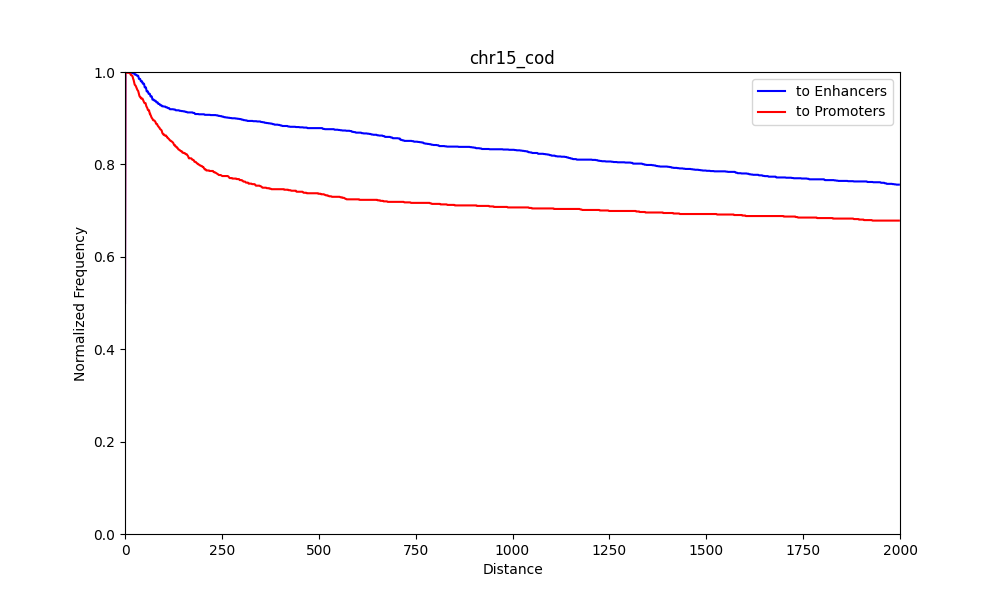 chr15_cod
to Enhancers
to Promoters
Normalized Frequency
1.0
0.8
0.6
0.4
0.2
0.0
0 250 500 750 1000 1250 1500 1750 2000
Distance